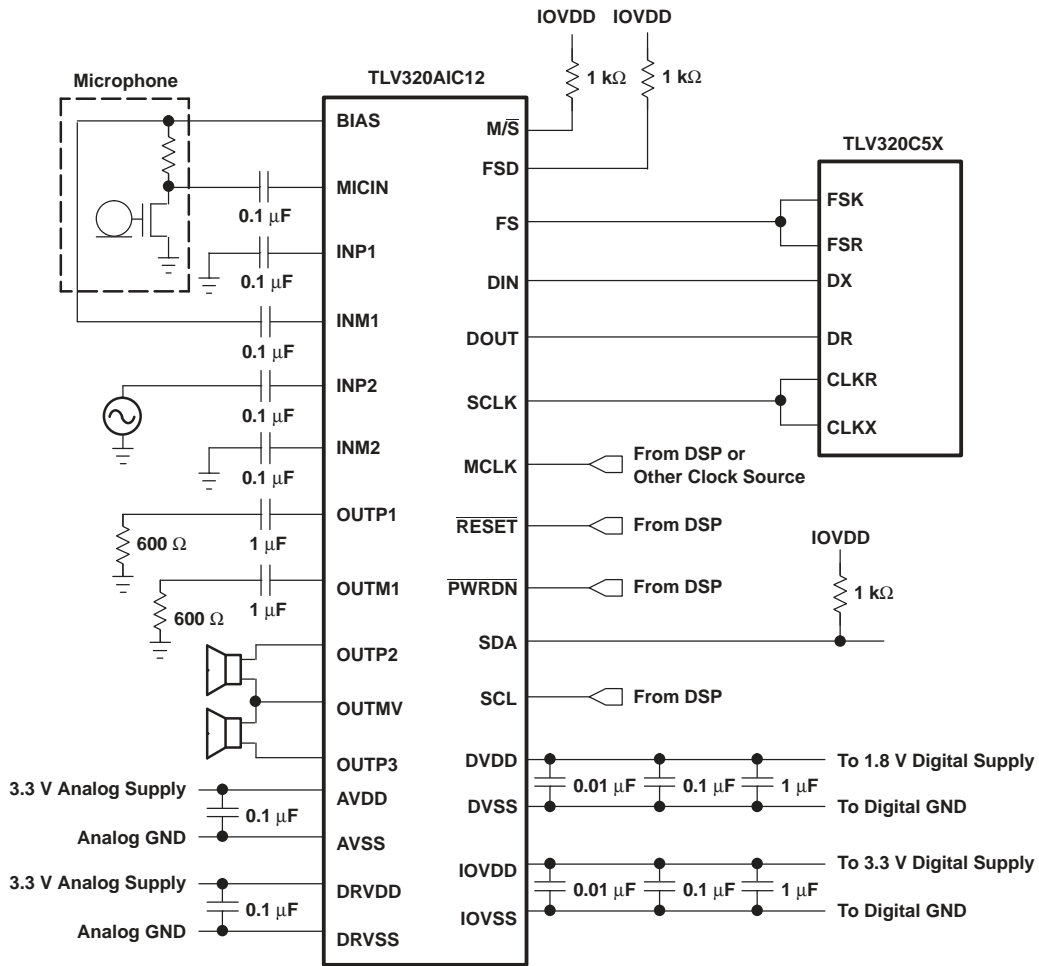 IOVDD IOVDD
1 kΩ 1 kΩ
Microphone
TLV320AIC12
TLV320C5X
BIAS
M/S̅
FSD
MICIN
0.1 μF
FS
FSK
FSR
INP1
0.1 μF
DIN
DX
INM1
0.1 μF
DOUT
DR
INP2
0.1 μF
SCLK
CLKR
CLKX
INM2
0.1 μF
MCLK
From DSP or
Other Clock Source
OUTP1
600 Ω
1 μF
R̅E̅S̅E̅T̅
From DSP
IOVDD
1 kΩ
OUTM1
600 Ω
1 μF
P̅W̅R̅D̅N̅
From DSP
SDA
OUTP2
OUTMV
SCL
From DSP
OUTP3
DVDD
0.01 μF 0.1 μF 1 μF
To 1.8 V Digital Supply
DVSS
To Digital GND
3.3 V Analog Supply
AVDD
0.1 μF
Analog GND
AVSS
IOVDD
0.01 μF 0.1 μF 1 μF
To 3.3 V Digital Supply
IOVSS
To Digital GND
3.3 V Analog Supply
DRVDD
0.1 μF
Analog GND
DRVSS